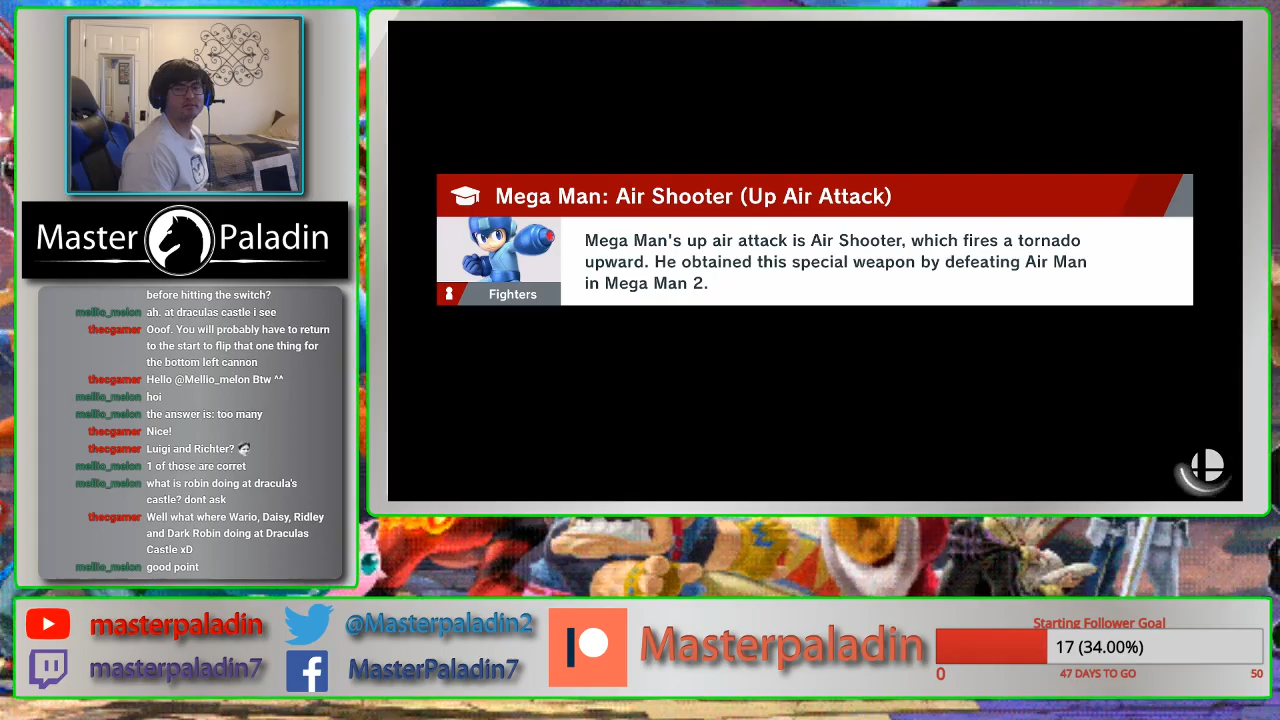 Master Paladin
before hitting the switch?
mellio_melon ah. at draculas castle i see
theogamer Ooof. You will probably have to return
to the start to flip that one thing for
the bottom left cannon
theogamer Hello @Mellio_melon Btw ^^
mellio_melon hoi
mellio_melon the answer is: too many
theogamer Nice!
theogamer Luigi and Richter?
mellio_melon 1 of those are corret
mellio_melon what is robin doing at dracula's
castle? dont ask
theogamer Well what where Wario, Daisy, Ridley
and Dark Robin doing at Draculas
Castle xD
mellio_melon good point
Mega Man: Air Shooter (Up Air Attack)
Mega Man's up air attack is Air Shooter, which fires a tornado
upward. He obtained this special weapon by defeating Air Man
in Mega Man 2.
Fighters
masterpaladin
@Masterpaladin2
masterpaladin7
MasterPaladin7
Masterpaladin
Starting Follower Goal
17 (34.00%)
0 47 DAYS TO GO 50